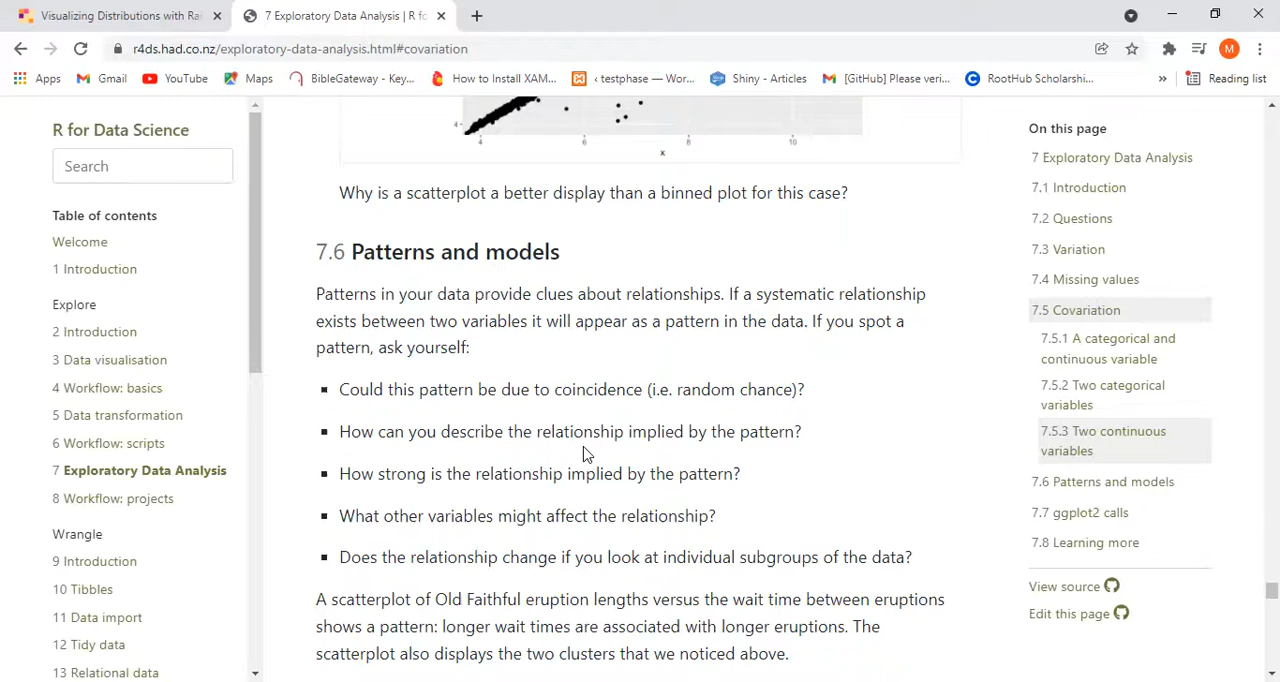 Visualizing Distributions with Rai
7 Exploratory Data Analysis | R fo
r4ds.had.co.nz/exploratory-data-analysis.html#covariation
M
Apps
Gmail
YouTube
Maps
BibleGateway - Key...
How to Install XAM...
‹ testphase — Wor...
Shiny - Articles
[GitHub] Please veri...
RootHub Scholarshi...
»
Reading list
R for Data Science
Search
Table of contents
Welcome
1 Introduction
Explore
2 Introduction
3 Data visualisation
4 Workflow: basics
5 Data transformation
6 Workflow: scripts
7 Exploratory Data Analysis
8 Workflow: projects
Wrangle
9 Introduction
10 Tibbles
11 Data import
12 Tidy data
13 Relational data
4
4 6 8 10
x
Why is a scatterplot a better display than a binned plot for this case?
7.6 Patterns and models
Patterns in your data provide clues about relationships. If a systematic relationship
exists between two variables it will appear as a pattern in the data. If you spot a
pattern, ask yourself:
Could this pattern be due to coincidence (i.e. random chance)?
How can you describe the relationship implied by the pattern?
How strong is the relationship implied by the pattern?
What other variables might affect the relationship?
Does the relationship change if you look at individual subgroups of the data?
A scatterplot of Old Faithful eruption lengths versus the wait time between eruptions
shows a pattern: longer wait times are associated with longer eruptions. The
scatterplot also displays the two clusters that we noticed above.
On this page
7 Exploratory Data Analysis
7.1 Introduction
7.2 Questions
7.3 Variation
7.4 Missing values
7.5 Covariation
7.5.1 A categorical and
continuous variable
7.5.2 Two categorical
variables
7.5.3 Two continuous
variables
7.6 Patterns and models
7.7 ggplot2 calls
7.8 Learning more
View source
Edit this page